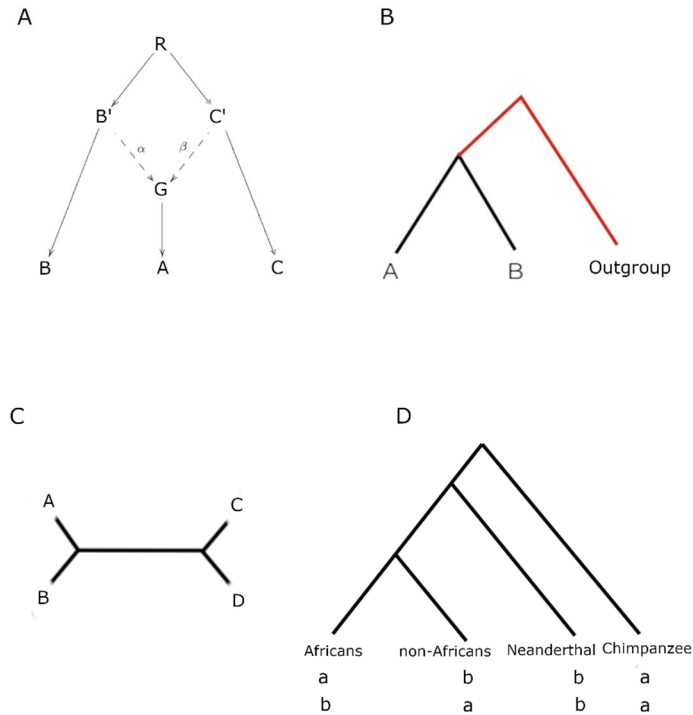 A
R
B' C'
α β
G
B A C
B
A B Outgroup
C
A C
B D
D
Africans non-Africans Neanderthal Chimpanzee
a b b a
b a b a